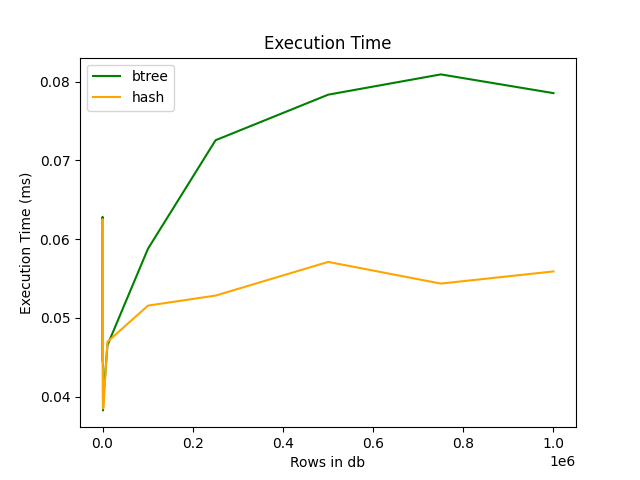 Execution Time
btree
hash
Execution Time (ms)
0.08
0.07
0.06
0.05
0.04
0.0 0.2 0.4 0.6 0.8 1.0
1e6
Rows in db